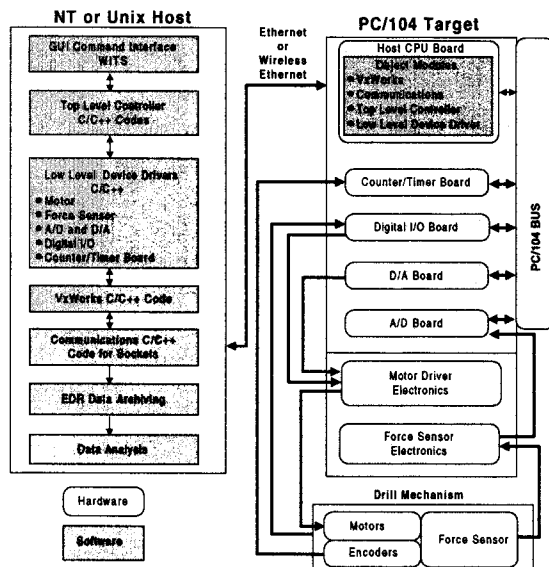 NT or Unix Host
GUI Command Interface
WITS
Top Level Controller
C/C++ Codes
Low Level Device Drivers
C/C++
• Motor
• Force Sensor
• A/D and D/A
• Digital I/O
• Counter/Timer Board
VxWorks C/C++ Code
Communications C/C++
Code for Sockets
EDR Data Archiving
Data Analysis
Hardware
Software
Ethernet
or
Wireless
Ethernet
PC/104 Target
Host CPU Board
Object Modules
• VxWorks
• Communications
• Top Level Controller
• Low Level Device Driver
Counter/Timer Board
Digital I/O Board
D/A Board
A/D Board
PC/104 BUS
Motor Driver
Electronics
Force Sensor
Electronics
Drill Mechanism
Motors
Encoders
Force Sensor